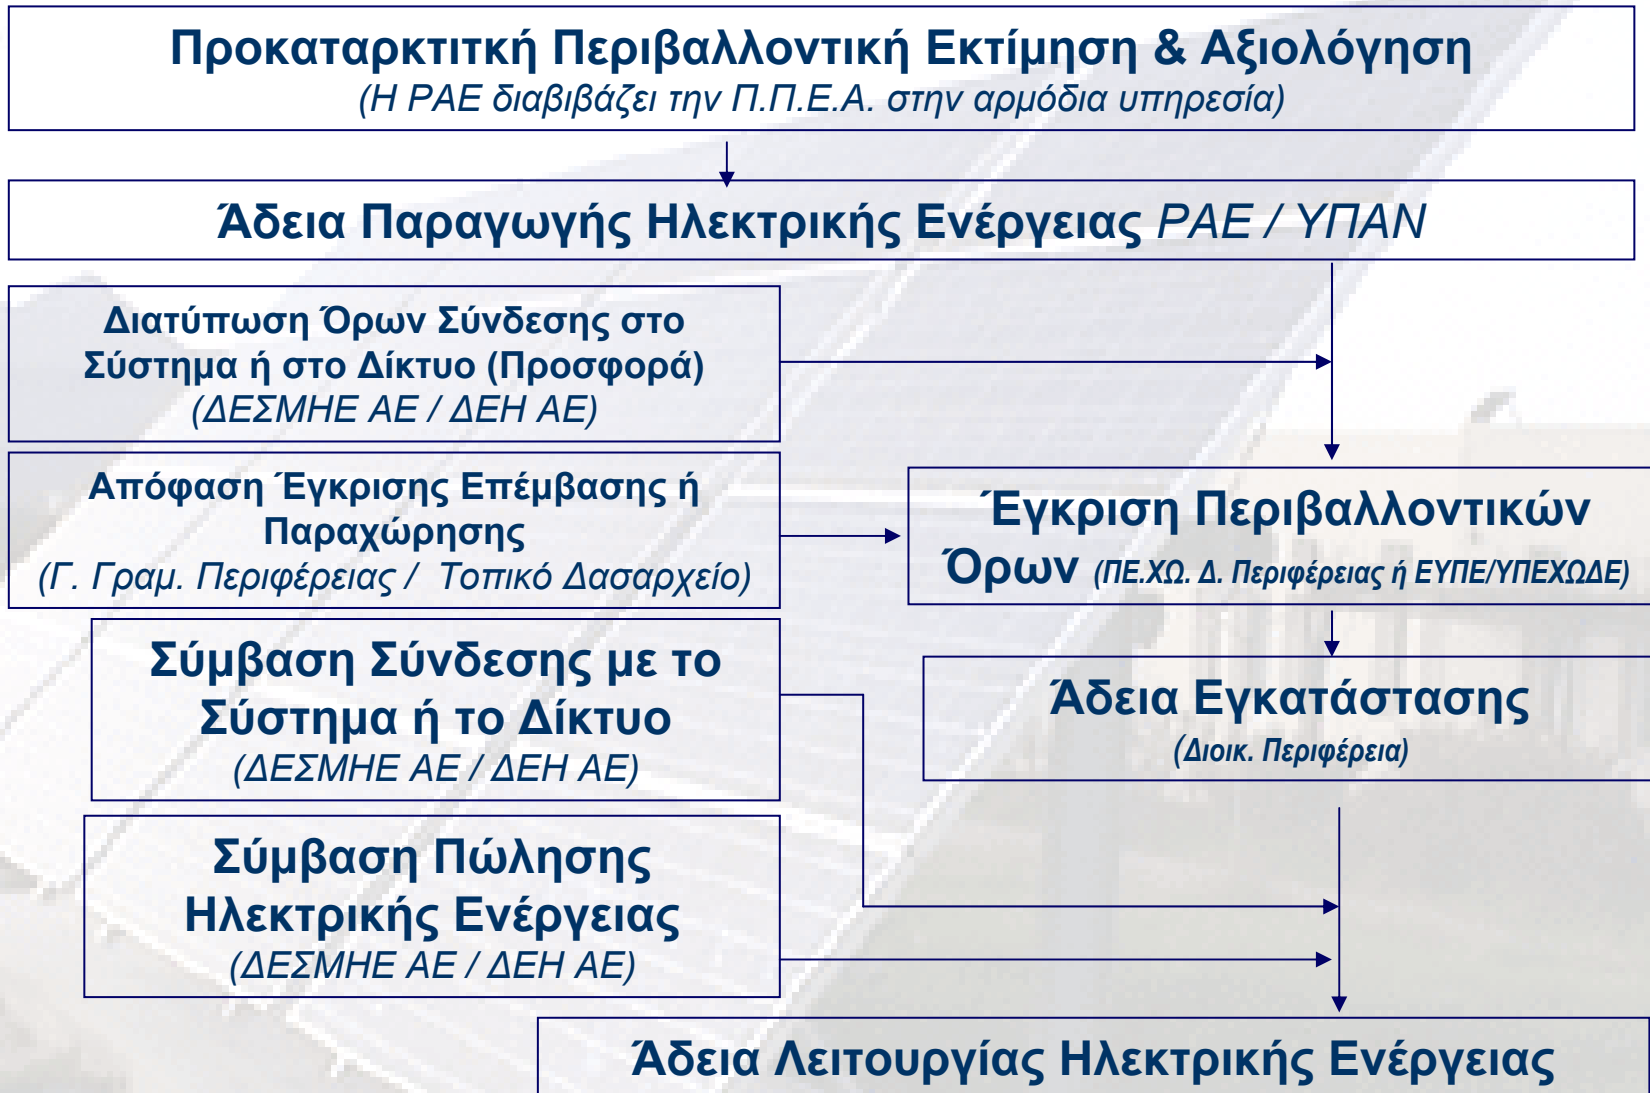 Προκαταρκτιτκή Περιβαλλοντική Εκτίμηση & Αξιολόγηση
(Η ΡΑΕ διαβιβάζει την Π.Π.Ε.Α. στην αρμόδια υπηρεσία)
Άδεια Παραγωγής Ηλεκτρικής Ενέργειας ΡΑΕ / ΥΠΑΝ
Διατύπωση Όρων Σύνδεσης στο
Σύστημα ή στο Δίκτυο (Προσφορά)
(ΔΕΣΜΗΕ ΑΕ / ΔΕΗ ΑΕ)
Απόφαση Έγκρισης Επέμβασης ή
Παραχώρησης
(Γ. Γραμ. Περιφέρειας / Τοπικό Δασαρχείο)
Έγκριση Περιβαλλοντικών
Όρων (ΠΕ.ΧΩ. Δ. Περιφέρειας ή ΕΥΠΕ/ΥΠΕΧΩΔΕ)
Σύμβαση Σύνδεσης με το
Σύστημα ή το Δίκτυο
(ΔΕΣΜΗΕ ΑΕ / ΔΕΗ ΑΕ)
Άδεια Εγκατάστασης
(Διοικ. Περιφέρεια)
Σύμβαση Πώλησης
Ηλεκτρικής Ενέργειας
(ΔΕΣΜΗΕ ΑΕ / ΔΕΗ ΑΕ)
Άδεια Λειτουργίας Ηλεκτρικής Ενέργειας